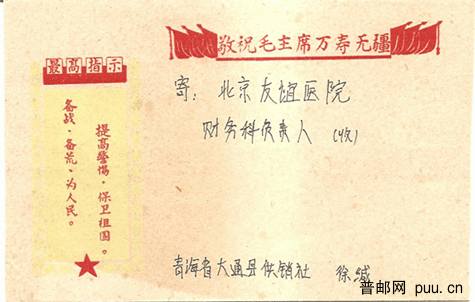 敬祝毛主席万寿无疆
最高指示
提高警惕·保卫祖国。
备战·备荒·为人民。
寄：北京友谊医院
财务科负责人（收）
青海省大通县供销社 徐缄
普邮网 puu.cn